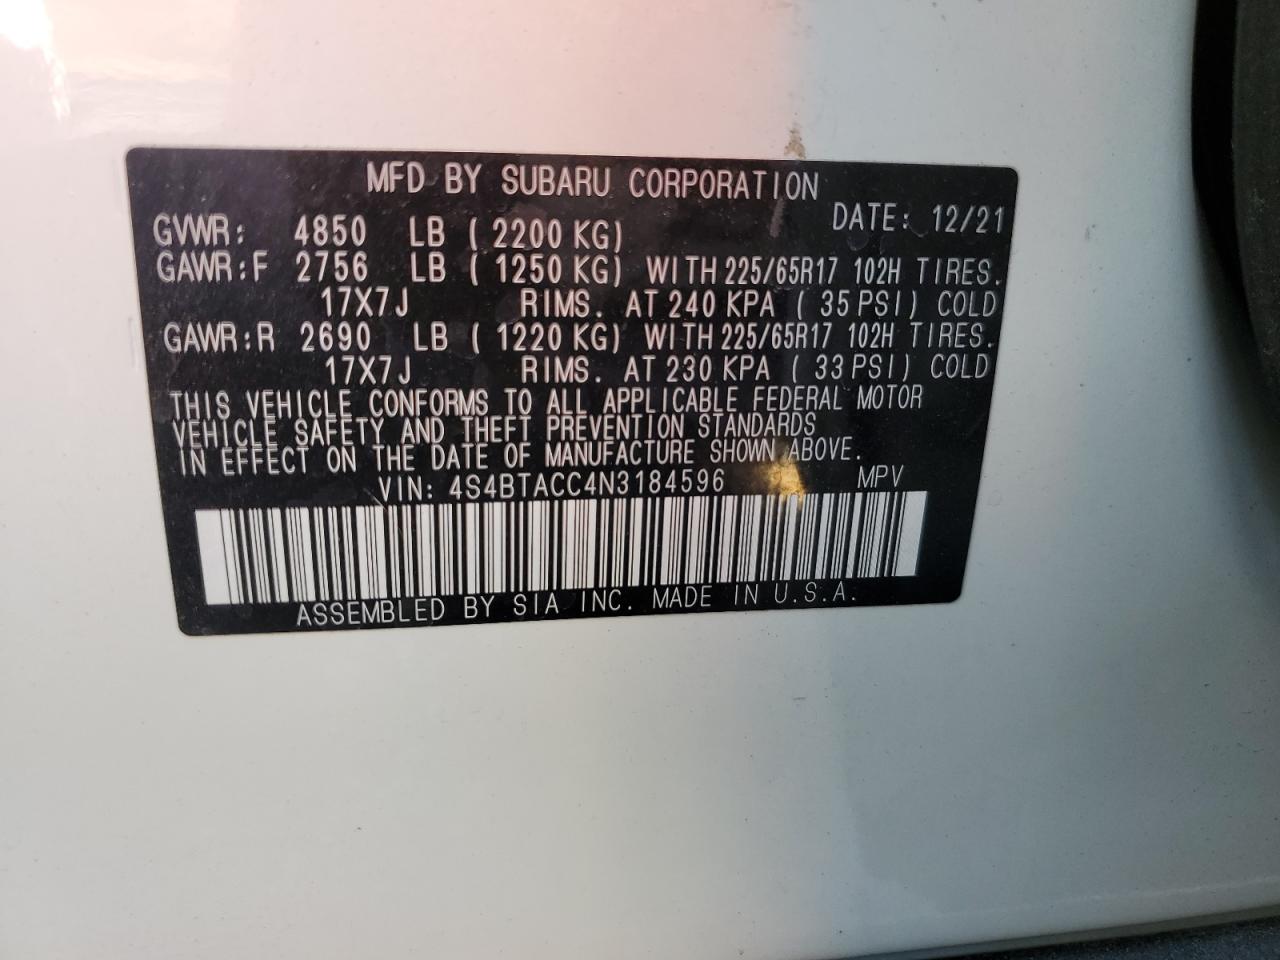 MFD BY SUBARU CORPORATION
DATE: 12/21
GVWR: 4850 LB ( 2200 KG)
GAWR:F 2756 LB ( 1250 KG) WITH 225/65R17 102H TIRES.
17X7J RIMS. AT 240 KPA ( 35 PSI) COLD
GAWR:R 2690 LB ( 1220 KG) WITH 225/65R17 102H TIRES.
17X7J RIMS. AT 230 KPA ( 33 PSI) COLD
THIS VEHICLE CONFORMS TO ALL APPLICABLE FEDERAL MOTOR
VEHICLE SAFETY AND THEFT PREVENTION STANDARDS
IN EFFECT ON THE DATE OF MANUFACTURE SHOWN ABOVE.
VIN: 4S4BTACC4N3184596 MPV
ASSEMBLED BY SIA INC. MADE IN U.S.A.